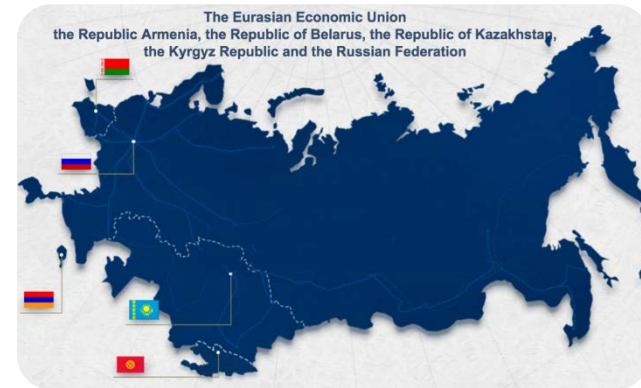 The Eurasian Economic Union
the Republic Armenia, the Republic of Belarus, the Republic of Kazakhstan,
the Kyrgyz Republic and the Russian Federation